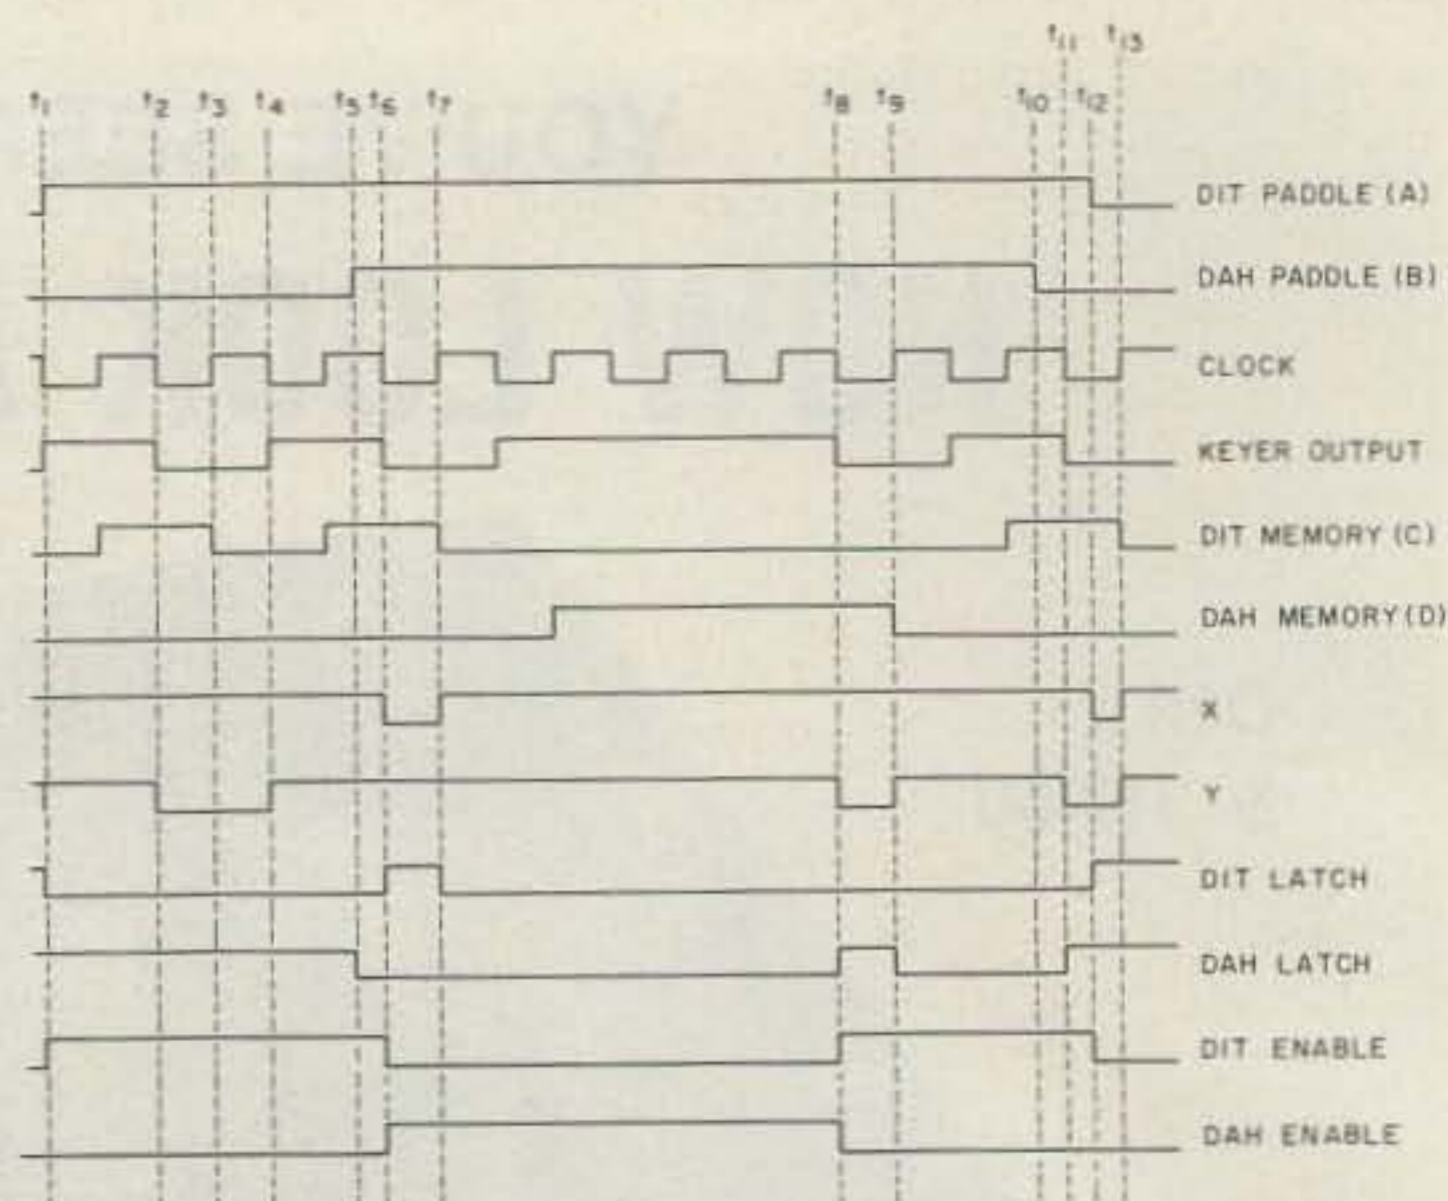 t11 t13
t1 t2 t3 t4 t5 t6 t7 t8 t9 t10 t12
DIT PADDLE (A)
DAH PADDLE (B)
CLOCK
KEYER OUTPUT
DIT MEMORY (C)
DAH MEMORY (D)
X
Y
DIT LATCH
DAH LATCH
DIT ENABLE
DAH ENABLE